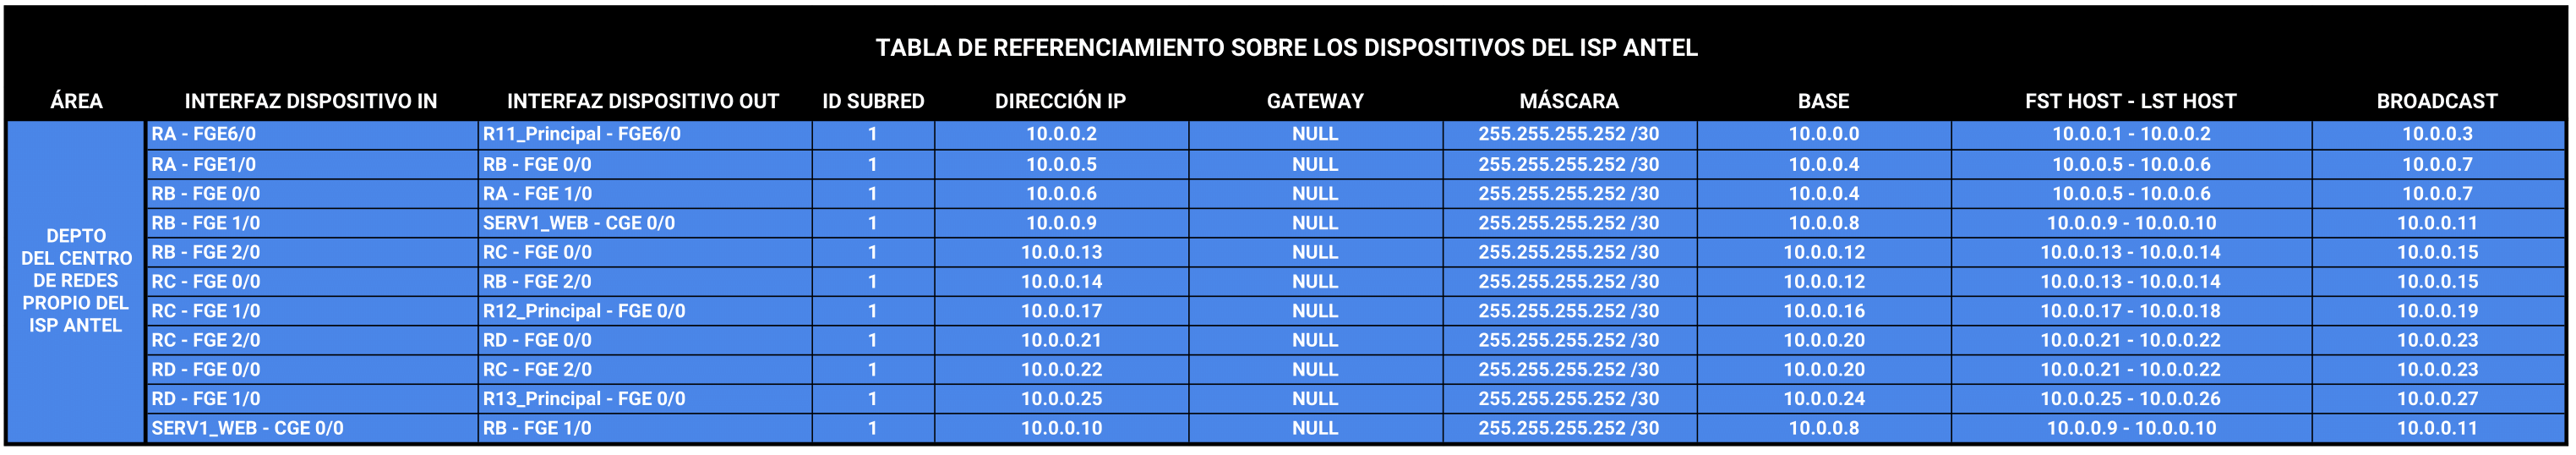 TABLA DE REFERENCIAMIENTO SOBRE LOS DISPOSITIVOS DEL ISP ANTEL
ÁREA INTERFAZ DISPOSITIVO IN INTERFAZ DISPOSITIVO OUT ID SUBRED DIRECCIÓN IP GATEWAY MÁSCARA BASE FST HOST - LST HOST BROADCAST
DEPTO
DEL CENTRO
DE REDES
PROPIO DEL
ISP ANTEL
RA - FGE6/0 R11_Principal - FGE6/0 1 10.0.0.2 NULL 255.255.255.252 /30 10.0.0.0 10.0.0.1 - 10.0.0.2 10.0.0.3
RA - FGE1/0 RB - FGE 0/0 1 10.0.0.5 NULL 255.255.255.252 /30 10.0.0.4 10.0.0.5 - 10.0.0.6 10.0.0.7
RB - FGE 0/0 RA - FGE 1/0 1 10.0.0.6 NULL 255.255.255.252 /30 10.0.0.4 10.0.0.5 - 10.0.0.6 10.0.0.7
RB - FGE 1/0 SERV1_WEB - CGE 0/0 1 10.0.0.9 NULL 255.255.255.252 /30 10.0.0.8 10.0.0.9 - 10.0.0.10 10.0.0.11
RB - FGE 2/0 RC - FGE 0/0 1 10.0.0.13 NULL 255.255.255.252 /30 10.0.0.12 10.0.0.13 - 10.0.0.14 10.0.0.15
RC - FGE 0/0 RB - FGE 2/0 1 10.0.0.14 NULL 255.255.255.252 /30 10.0.0.12 10.0.0.13 - 10.0.0.14 10.0.0.15
RC - FGE 1/0 R12_Principal - FGE 0/0 1 10.0.0.17 NULL 255.255.255.252 /30 10.0.0.16 10.0.0.17 - 10.0.0.18 10.0.0.19
RC - FGE 2/0 RD - FGE 0/0 1 10.0.0.21 NULL 255.255.255.252 /30 10.0.0.20 10.0.0.21 - 10.0.0.22 10.0.0.23
RD - FGE 0/0 RC - FGE 2/0 1 10.0.0.22 NULL 255.255.255.252 /30 10.0.0.20 10.0.0.21 - 10.0.0.22 10.0.0.23
RD - FGE 1/0 R13_Principal - FGE 0/0 1 10.0.0.25 NULL 255.255.255.252 /30 10.0.0.24 10.0.0.25 - 10.0.0.26 10.0.0.27
SERV1_WEB - CGE 0/0 RB - FGE 1/0 1 10.0.0.10 NULL 255.255.255.252 /30 10.0.0.8 10.0.0.9 - 10.0.0.10 10.0.0.11